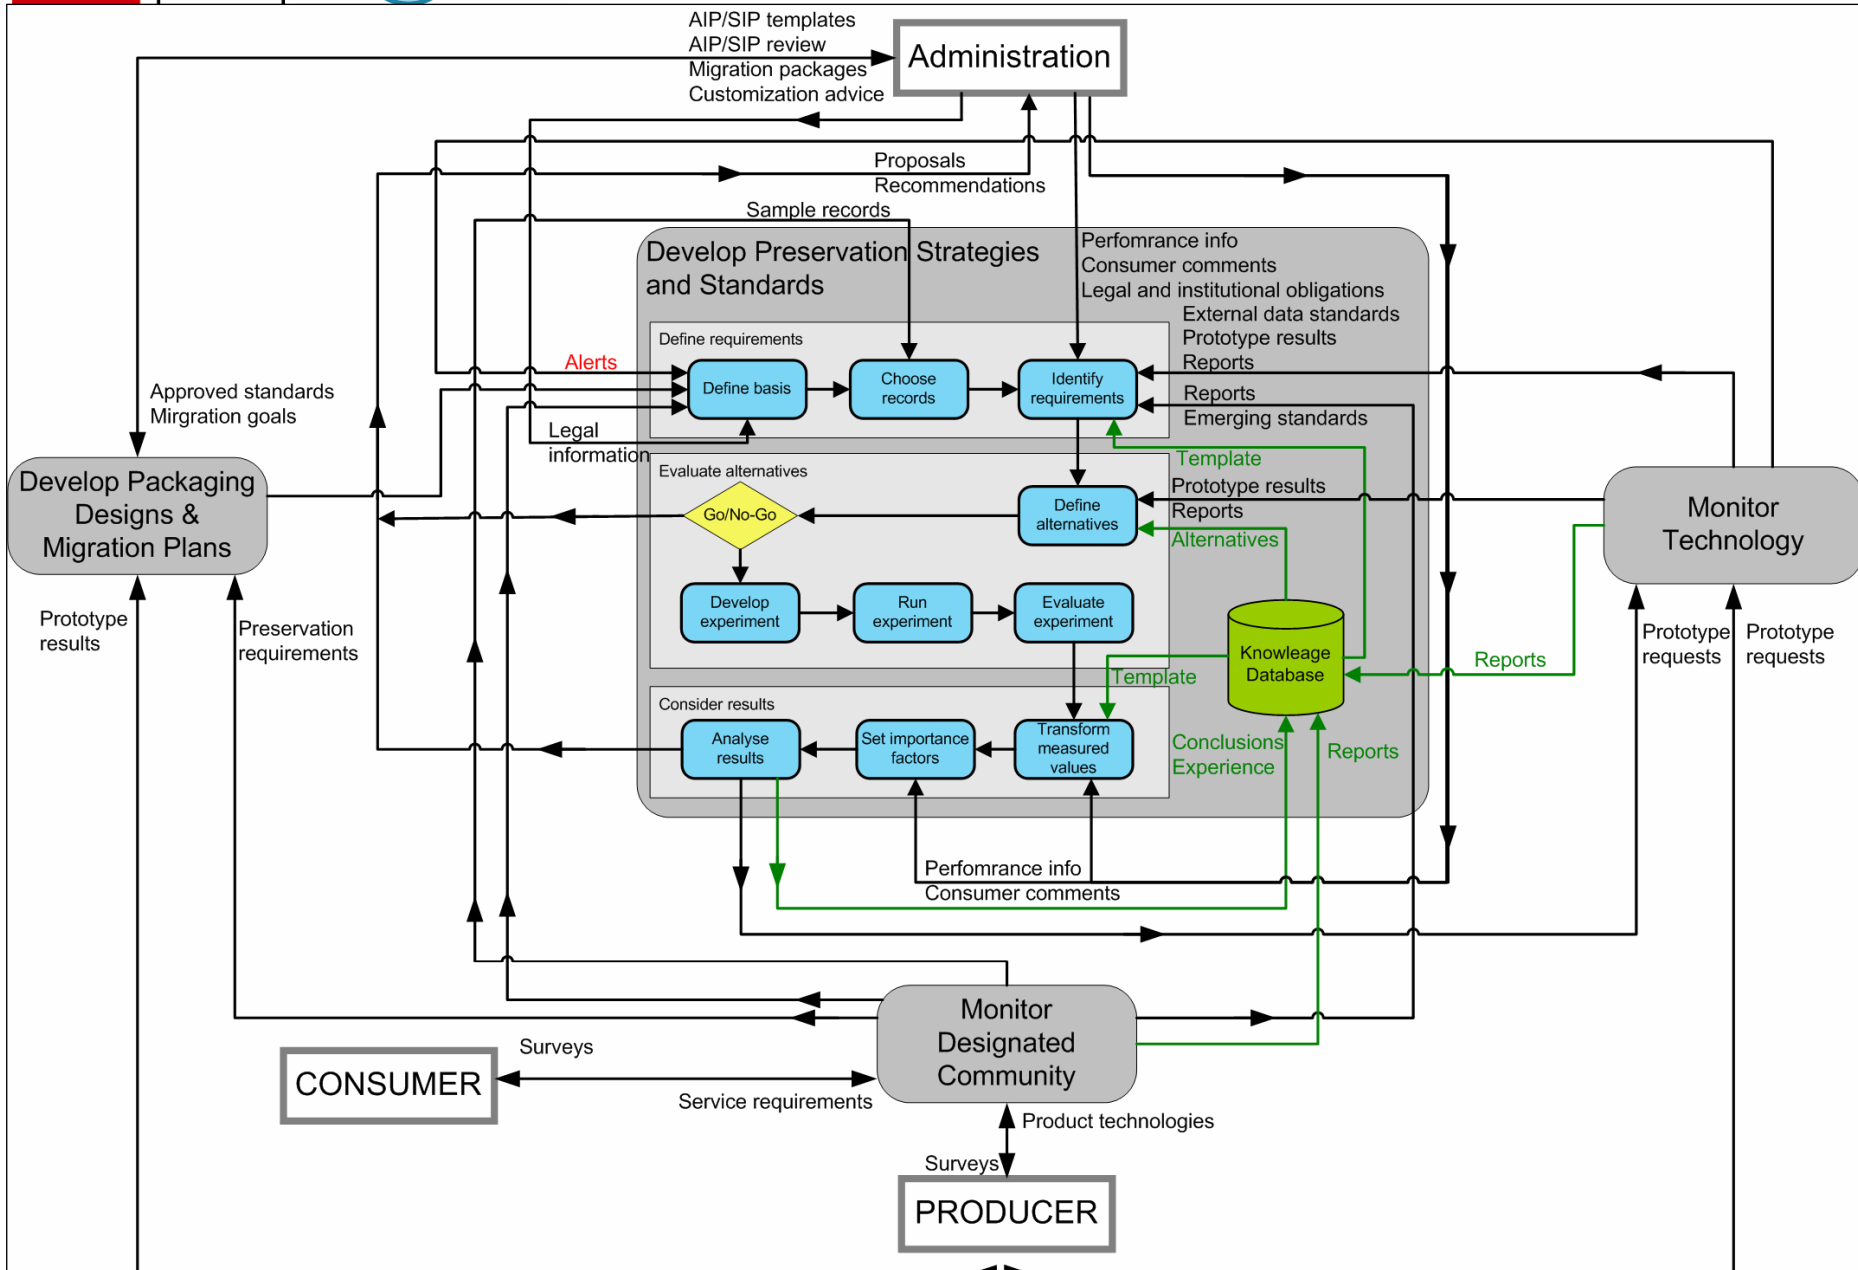 AIP/SIP templates
AIP/SIP review
Migration packages
Customization advice
Administration
Proposals
Recommendations
Sample records
Develop Preservation Strategies
and Standards
Perfomrance info
Consumer comments
Legal and institutional obligations
External data standards
Prototype results
Reports
Define requirements
Alerts
Define basis
Choose
records
Identify
requirements
Reports
Emerging standards
Approved standards
Mirgration goals
Legal
information
Template
Evaluate alternatives
Develop Packaging
Designs &
Migration Plans
Go/No-Go
Define
alternatives
Prototype results
Reports
Alternatives
Monitor
Technology
Prototype
results
Preservation
requirements
Develop
experiment
Run
experiment
Evaluate
experiment
Knowleage
Database
Reports
Prototype
requests
Prototype
requests
Template
Consider results
Analyse
results
Set importance
factors
Transform
measured
values
Conclusions
Experience
Reports
Perfomrance info
Consumer comments
Monitor
Designated
Community
Surveys
CONSUMER
Service requirements
Product technologies
Surveys
PRODUCER